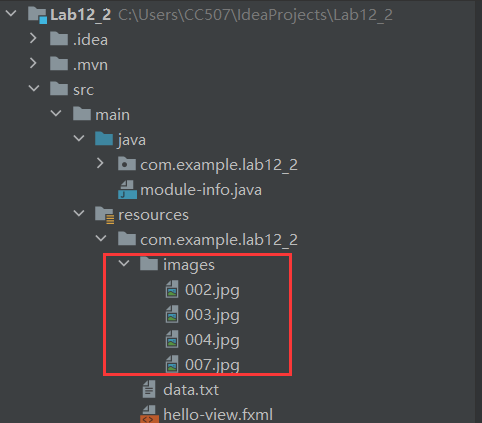 Lab12_2 C:\Users\CC507\IdeaProjects\Lab12_2
.idea
.mvn
src
main
java
com.example.lab12_2
module-info.java
resources
com.example.lab12_2
images
002.jpg
003.jpg
004.jpg
007.jpg
data.txt
hello-view.fxml